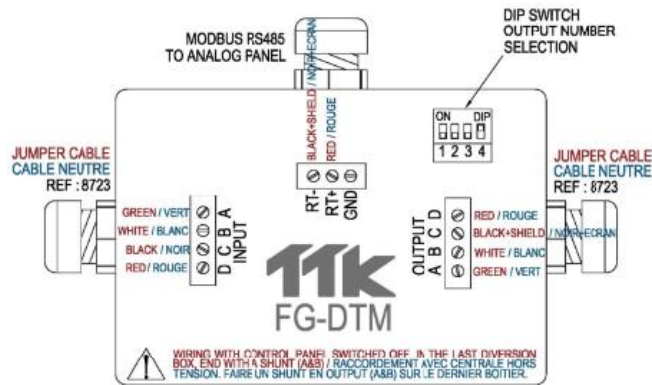 DIP SWITCH
OUTPUT NUMBER
SELECTION
MODBUS RS485
TO ANALOG PANEL
BLACK+SHIELD / NOIR+ECRAN
RED / ROUGE
ON DIP
1 2 3 4
JUMPER CABLE
CABLE NEUTRE
REF : 8723
JUMPER CABLE
CABLE NEUTRE
REF : 8723
RT-
RT+
GND
GREEN / VERT A
WHITE / BLANC B
BLACK / NOIR C
RED / ROUGE D
INPUT
OUTPUT
D RED / ROUGE
C BLACK+SHIELD / NOIR+ECRAN
B WHITE / BLANC
A GREEN / VERT
TTK
FG-DTM
WIRING WITH CONTROL PANEL SWITCHED OFF. IN THE LAST DIVERSION
BOX, END WITH A SHUNT (A&B) / RACCORDEMENT AVEC CENTRALE HORS
TENSION. FAIRE UN SHUNT EN OUTPUT (A&B) SUR LE DERNIER BOITIER.